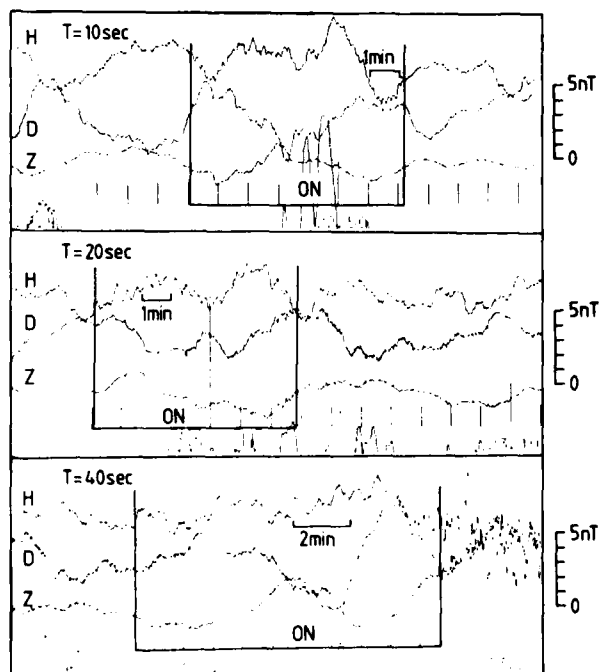 H T=10sec
1min
5nT
D
0
Z
ON
T=20sec
H
1min
D
5nT
Z
0
ON
T=40sec
H
2min
5nT
D
Z
0
ON